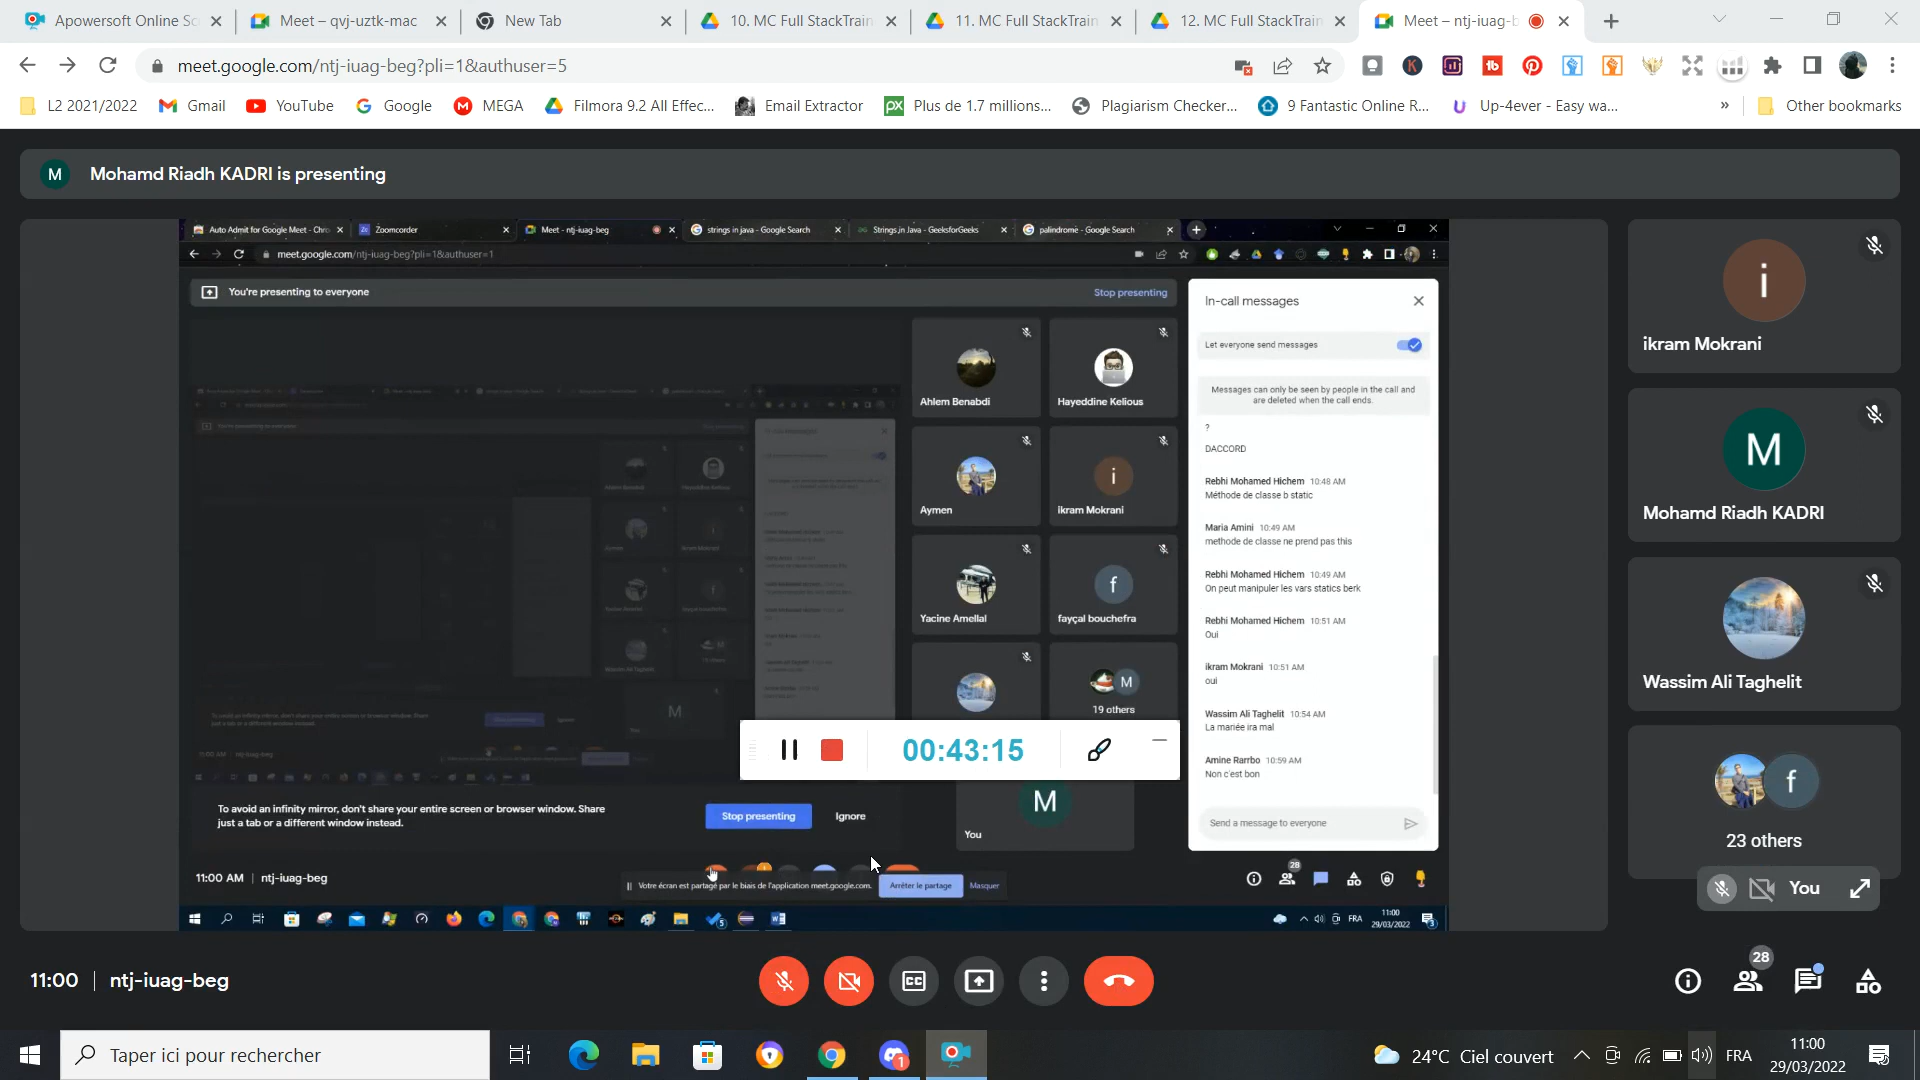 Apowersoft Online Sc
Meet – qvj-uztk-mac
New Tab
10. MC Full StackTrain
11. MC Full StackTrain
12. MC Full StackTrain
Meet – ntj-iuag-b
meet.google.com/ntj-iuag-beg?pli=1&authuser=5
L2 2021/2022
Gmail
YouTube
Google
MEGA
Filmora 9.2 All Effec...
Email Extractor
Plus de 1.7 millions...
Plagiarism Checker...
9 Fantastic Online R...
Up-4ever - Easy wa...
»
Other bookmarks
M
Mohamd Riadh KADRI is presenting
Auto Admit for Google Meet - Chro
Zoomcorder
Meet - ntj-iuag-beg
strings in java - Google Search
Strings in Java - GeeksforGeeks
palindrome - Google Search
meet.google.com/ntj-iuag-beg?pli=1&authuser=1
You're presenting to everyone
Stop presenting
Ahlem Benabdi
Hayeddine Kelious
Aymen
i
ikram Mokrani
Yacine Amellal
f
fayçal bouchefra
M
19 others
M
You
In-call messages
Let everyone send messages
Messages can only be seen by people in the call and
are deleted when the call ends.
?
DACCORD
Rebhi Mohamed Hichem 10:48 AM
Méthode de classe b static
Maria Amini 10:49 AM
methode de classe ne prend pas this
Rebhi Mohamed Hichem 10:49 AM
On peut manipuler les vars statics berk
Rebhi Mohamed Hichem 10:51 AM
Oui
ikram Mokrani 10:51 AM
oui
Wassim Ali Taghelit 10:54 AM
La mariée ira mal
Amine Rarrbo 10:59 AM
Non c'est bon
Send a message to everyone
00:43:15
To avoid an infinity mirror, don't share your entire screen or browser window. Share
just a tab or a different window instead.
Stop presenting
Ignore
11:00 AM | ntj-iuag-beg
Votre écran est partagé par le biais de l'application meet.google.com.
Arrêter le partage
Masquer
28
FRA
11:00
29/03/2022
i
ikram Mokrani
M
Mohamd Riadh KADRI
Wassim Ali Taghelit
f
23 others
You
11:00 | ntj-iuag-beg
CC
28
Taper ici pour rechercher
1
24°C Ciel couvert
FRA
11:00
29/03/2022